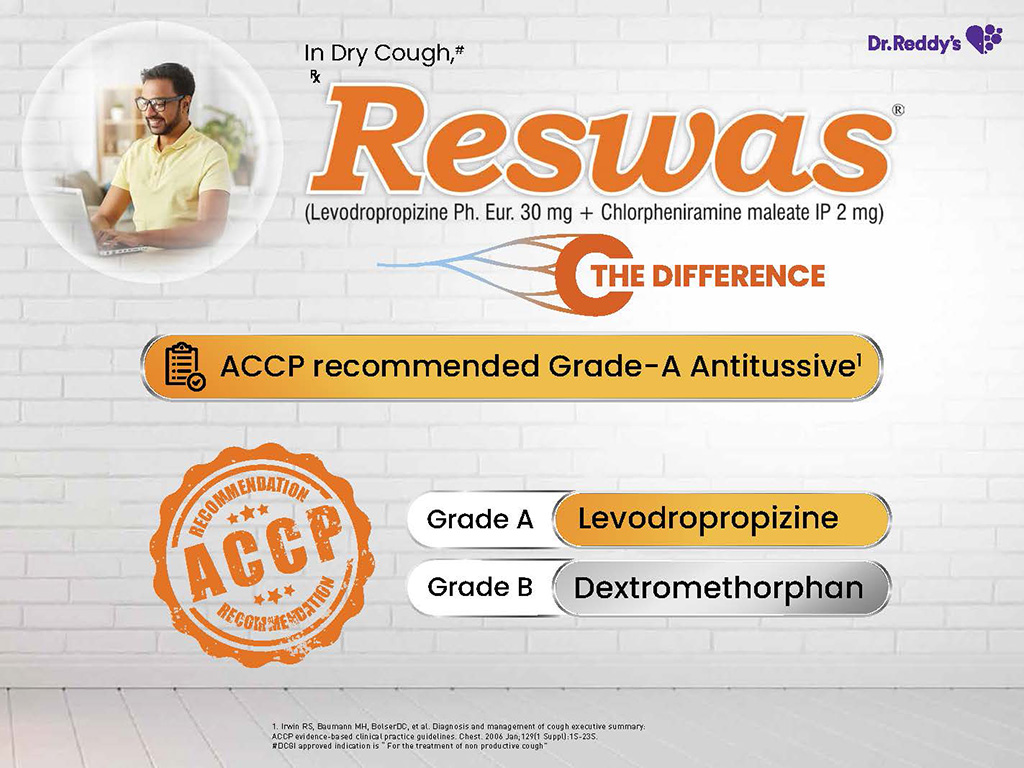 Dr.Reddy's
In Dry Cough,#
Rx
Reswas®
(Levodropropizine Ph. Eur. 30 mg + Chlorpheniramine maleate IP 2 mg)
C THE DIFFERENCE
ACCP recommended Grade-A Antitussive¹
RECOMMENDATION
ACCP
RECOMMENDATION
Grade A Levodropropizine
Grade B Dextromethorphan
1. Irwin RS, Baumann MH, BolserDC, et al. Diagnosis and management of cough executive summary:
ACCP evidence-based clinical practice guidelines. Chest. 2006 Jan;129(1 Suppl):1S-23S.
#DCGI approved indication is " For the treatment of non productive cough"